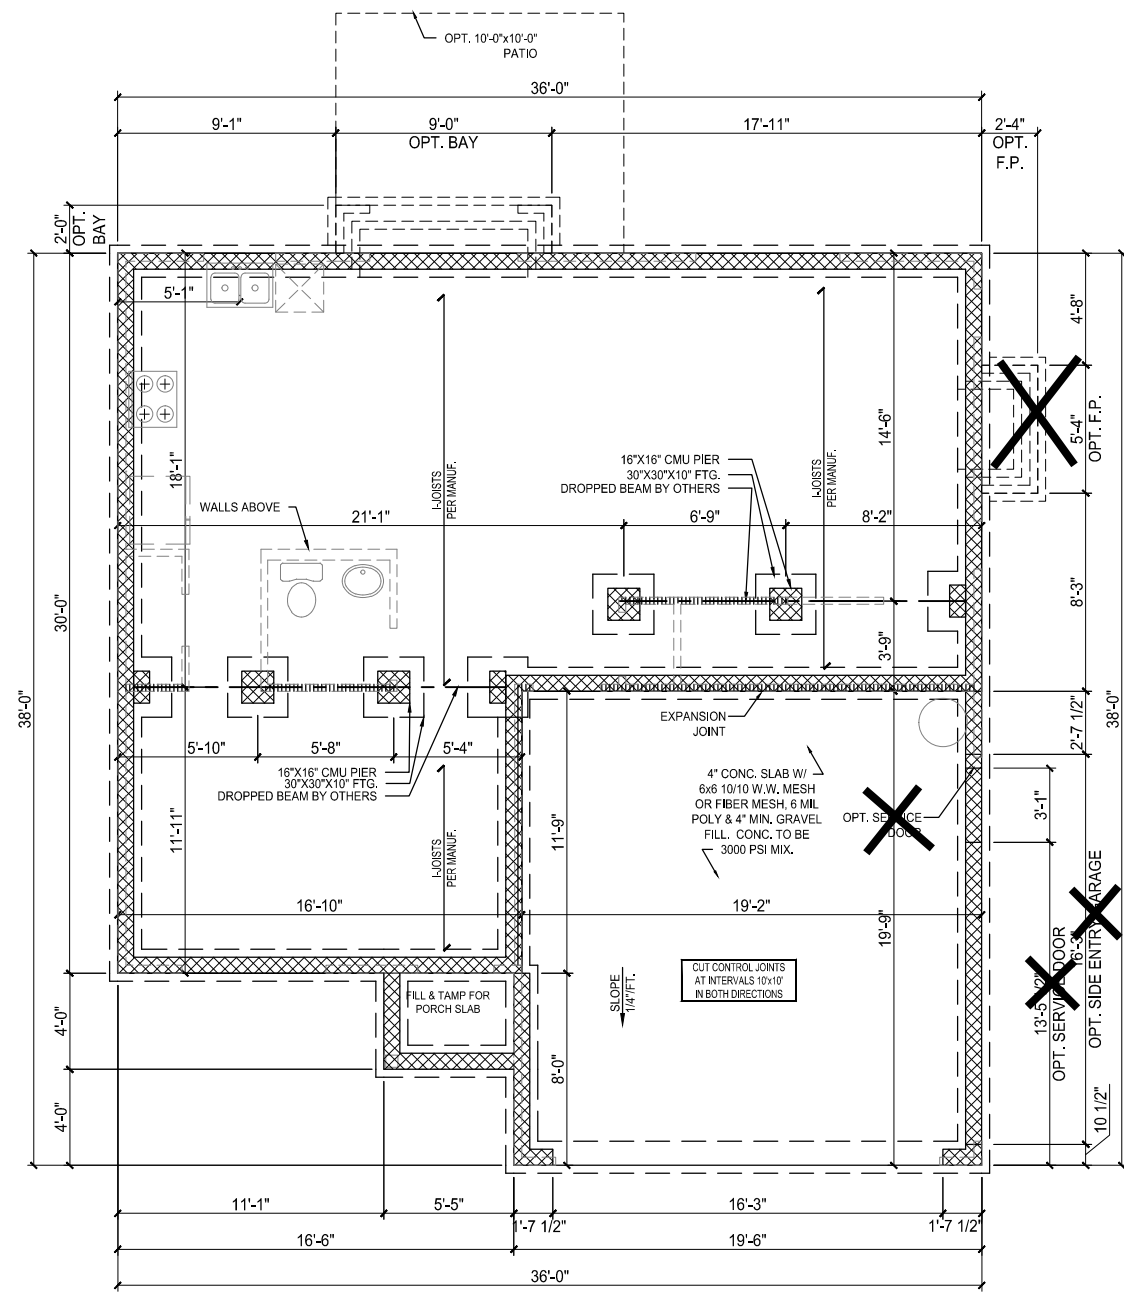 OPT. 10'-0"x10'-0"
PATIO
36'-0"
9'-1"
9'-0"
17'-11"
2'-4"
OPT. BAY
OPT.
F.P.
2'-0"
OPT.
BAY
5'-1"
4'-8"
14'-6"
5'-4"
OPT. F.P.
18'-1"
I-JOISTS
PER MANUF.
I-JOISTS
PER MANUF.
16"X16" CMU PIER
30"X30"X10" FTG.
DROPPED BEAM BY OTHERS
WALLS ABOVE
21'-1"
6'-9"
8'-2"
30'-0"
8'-3"
3'-9"
38'-0"
38'-0"
EXPANSION
JOINT
2'-7 1/2"
5'-10"
5'-8"
5'-4"
16"X16" CMU PIER
30"X30"X10" FTG.
DROPPED BEAM BY OTHERS
4" CONC. SLAB W/
6x6 10/10 W.W. MESH
OR FIBER MESH, 6 MIL
POLY & 4" MIN. GRAVEL
FILL. CONC. TO BE
3000 PSI MIX.
OPT. SERVICE
DOOR
3'-1"
11'-11"
I-JOISTS
PER MANUF.
11'-9"
16'-10"
19'-2"
19'-9"
13'-5 1/2"
OPT. SERVICE DOOR
16'-3"
OPT. SIDE ENTRY GARAGE
CUT CONTROL JOINTS
AT INTERVALS 10'x10'
IN BOTH DIRECTIONS
FILL & TAMP FOR
PORCH SLAB
SLOPE
1/4"/FT.
4'-0"
8'-0"
4'-0"
10 1/2"
11'-1"
5'-5"
16'-3"
1'-7 1/2"
1'-7 1/2"
16'-6"
19'-6"
36'-0"